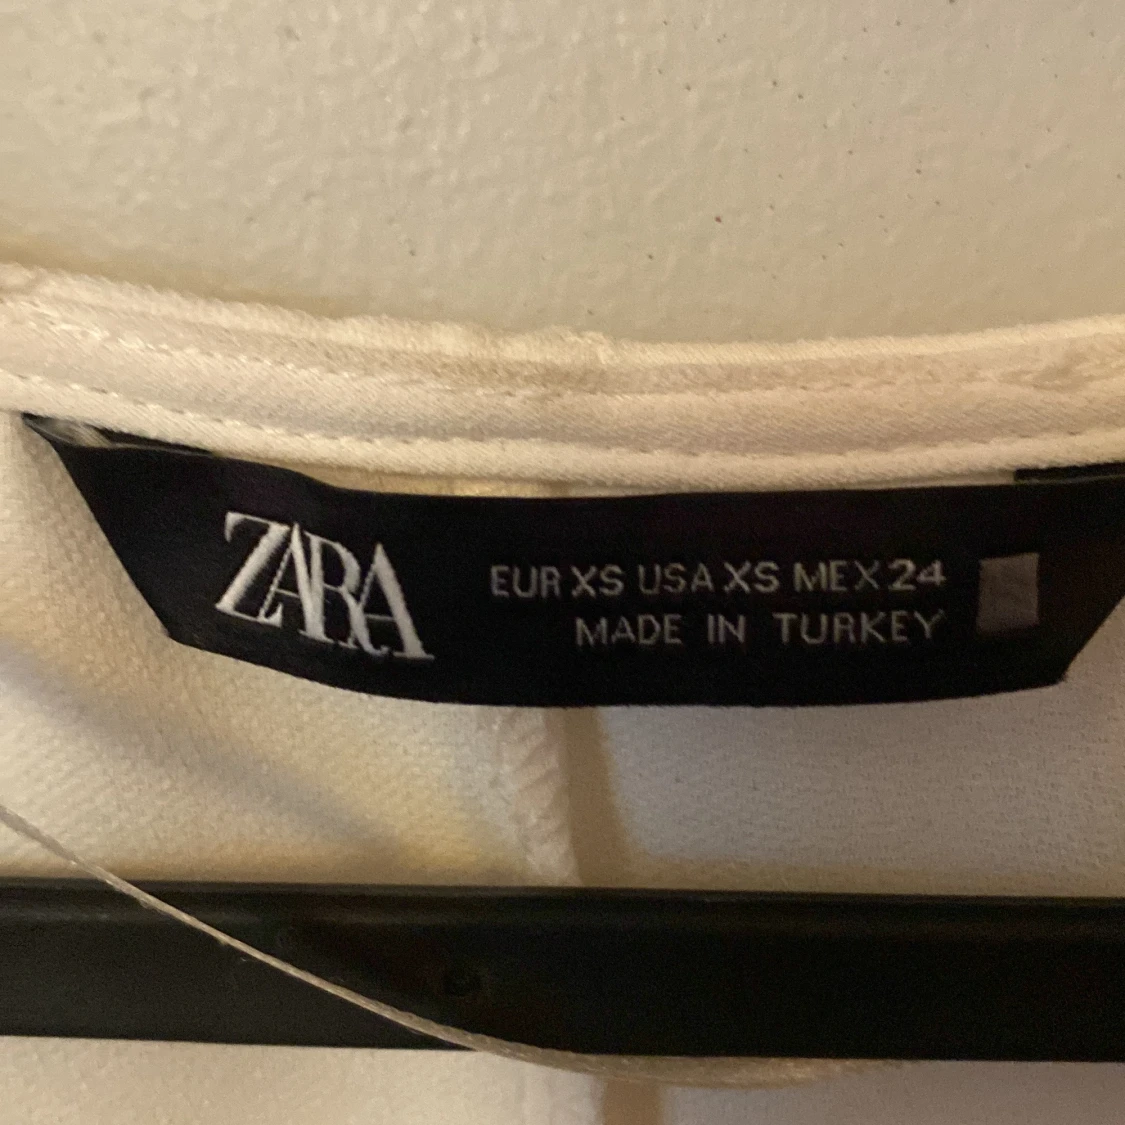 ZARA
EUR XS USA XS MEX 24
MADE IN TURKEY